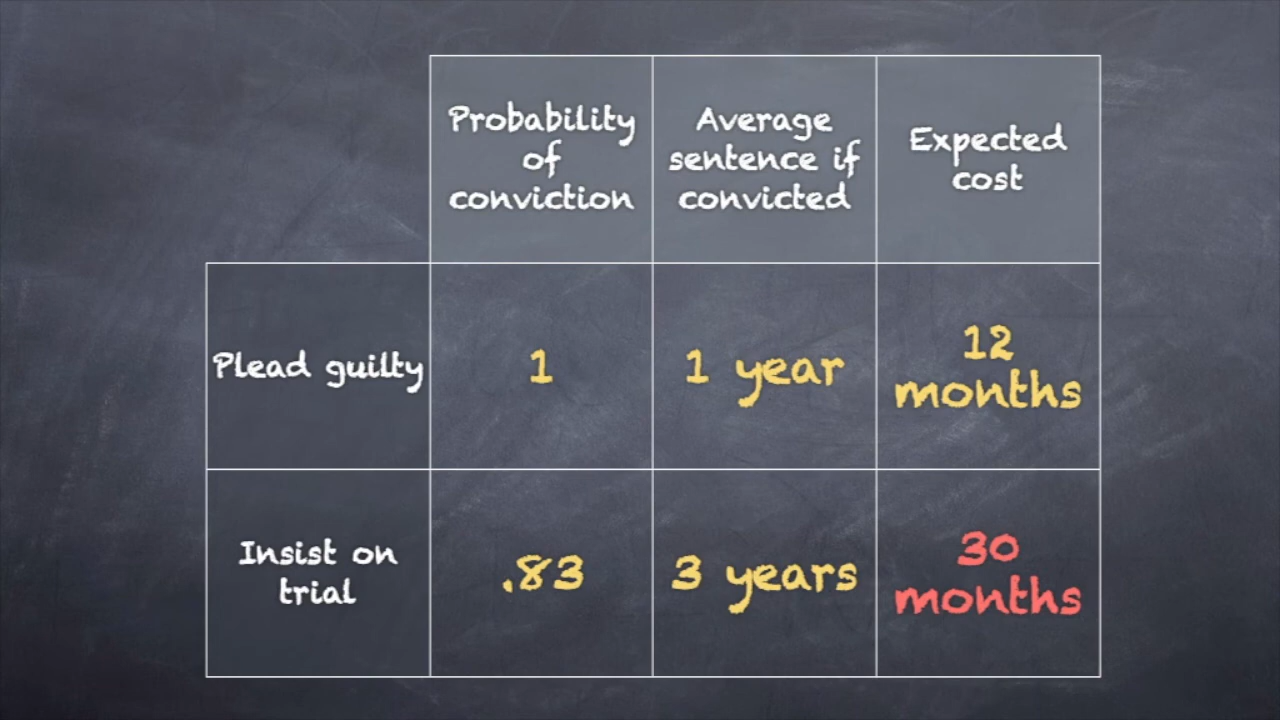 Probability
of
conviction
Average
sentence if
convicted
Expected
cost
Plead guilty
1
1 year
12
months
Insist on
trial
.83
3 years
30
months